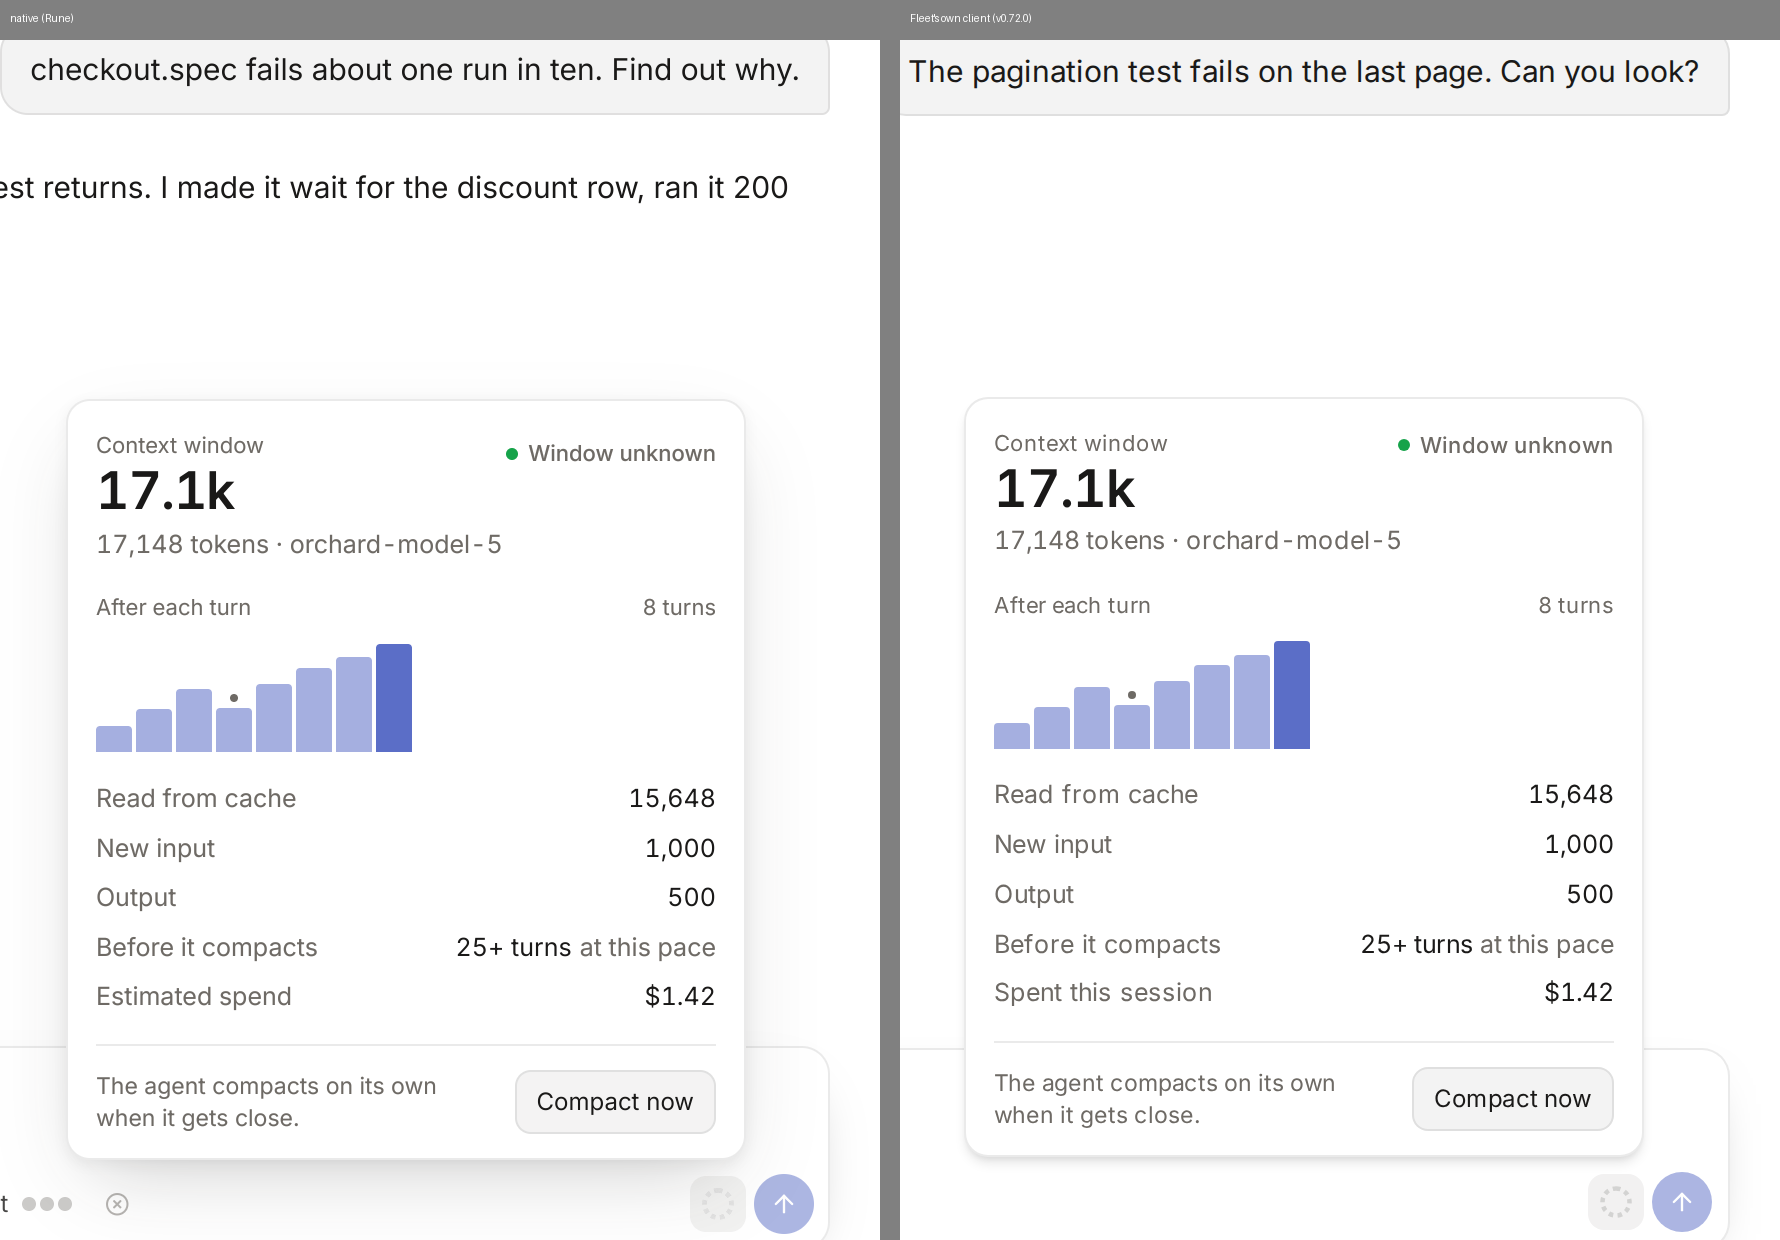 native (Rune)
checkout.spec fails about one run in ten. Find out why.
est returns. I made it wait for the discount row, ran it 200
Context window
Window unknown
17.1k
17,148 tokens · orchard-model-5
After each turn
8 turns
Read from cache 15,648
New input 1,000
Output 500
Before it compacts 25+ turns at this pace
Estimated spend $1.42
The agent compacts on its own
when it gets close.
Compact now
t
Fleet's own client (v0.72.0)
The pagination test fails on the last page. Can you look?
Context window
Window unknown
17.1k
17,148 tokens · orchard-model-5
After each turn
8 turns
Read from cache 15,648
New input 1,000
Output 500
Before it compacts 25+ turns at this pace
Spent this session $1.42
The agent compacts on its own
when it gets close.
Compact now